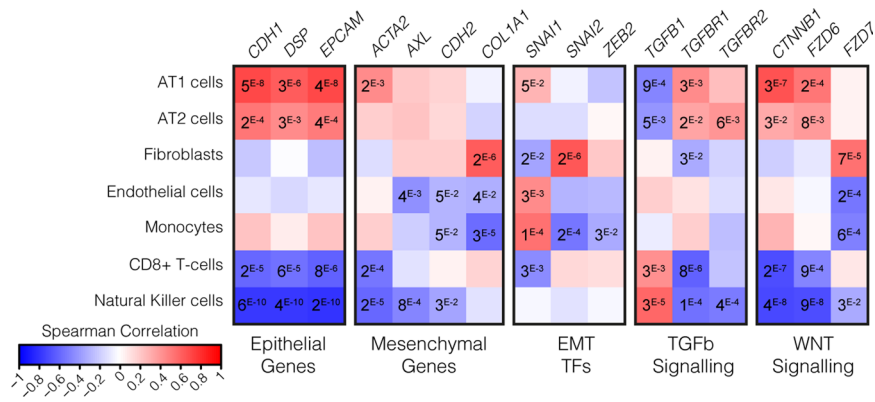 CDH1 DSP EPCAM ACTA2 AXL CDH2 COL1A1 SNAI1 SNAI2 ZEB2 TGFB1 TGFBR1 TGFBR2 CTNNB1 FZD6 FZD7
AT1 cells 5E-8 3E-6 4E-8 2E-3 5E-2 9E-4 3E-3 3E-7 2E-4
AT2 cells 2E-4 3E-3 4E-4 5E-3 2E-2 6E-3 3E-2 8E-3
Fibroblasts 2E-6 2E-2 2E-6 3E-2 7E-5
Endothelial cells 4E-3 5E-2 4E-2 3E-3 2E-4
Monocytes 5E-2 3E-5 1E-4 2E-4 3E-2 6E-4
CD8+ T-cells 2E-5 6E-5 8E-6 2E-4 3E-3 3E-3 8E-6 2E-7 9E-4
Natural Killer cells 6E-10 4E-10 2E-10 2E-5 8E-4 3E-2 3E-5 1E-4 4E-4 4E-8 9E-8 3E-2
Spearman Correlation
-1 -0.8 -0.6 -0.4 -0.2 0 0.2 0.4 0.6 0.8 1
Epithelial Mesenchymal EMT TGFb WNT
Genes Genes TFs Signalling Signalling